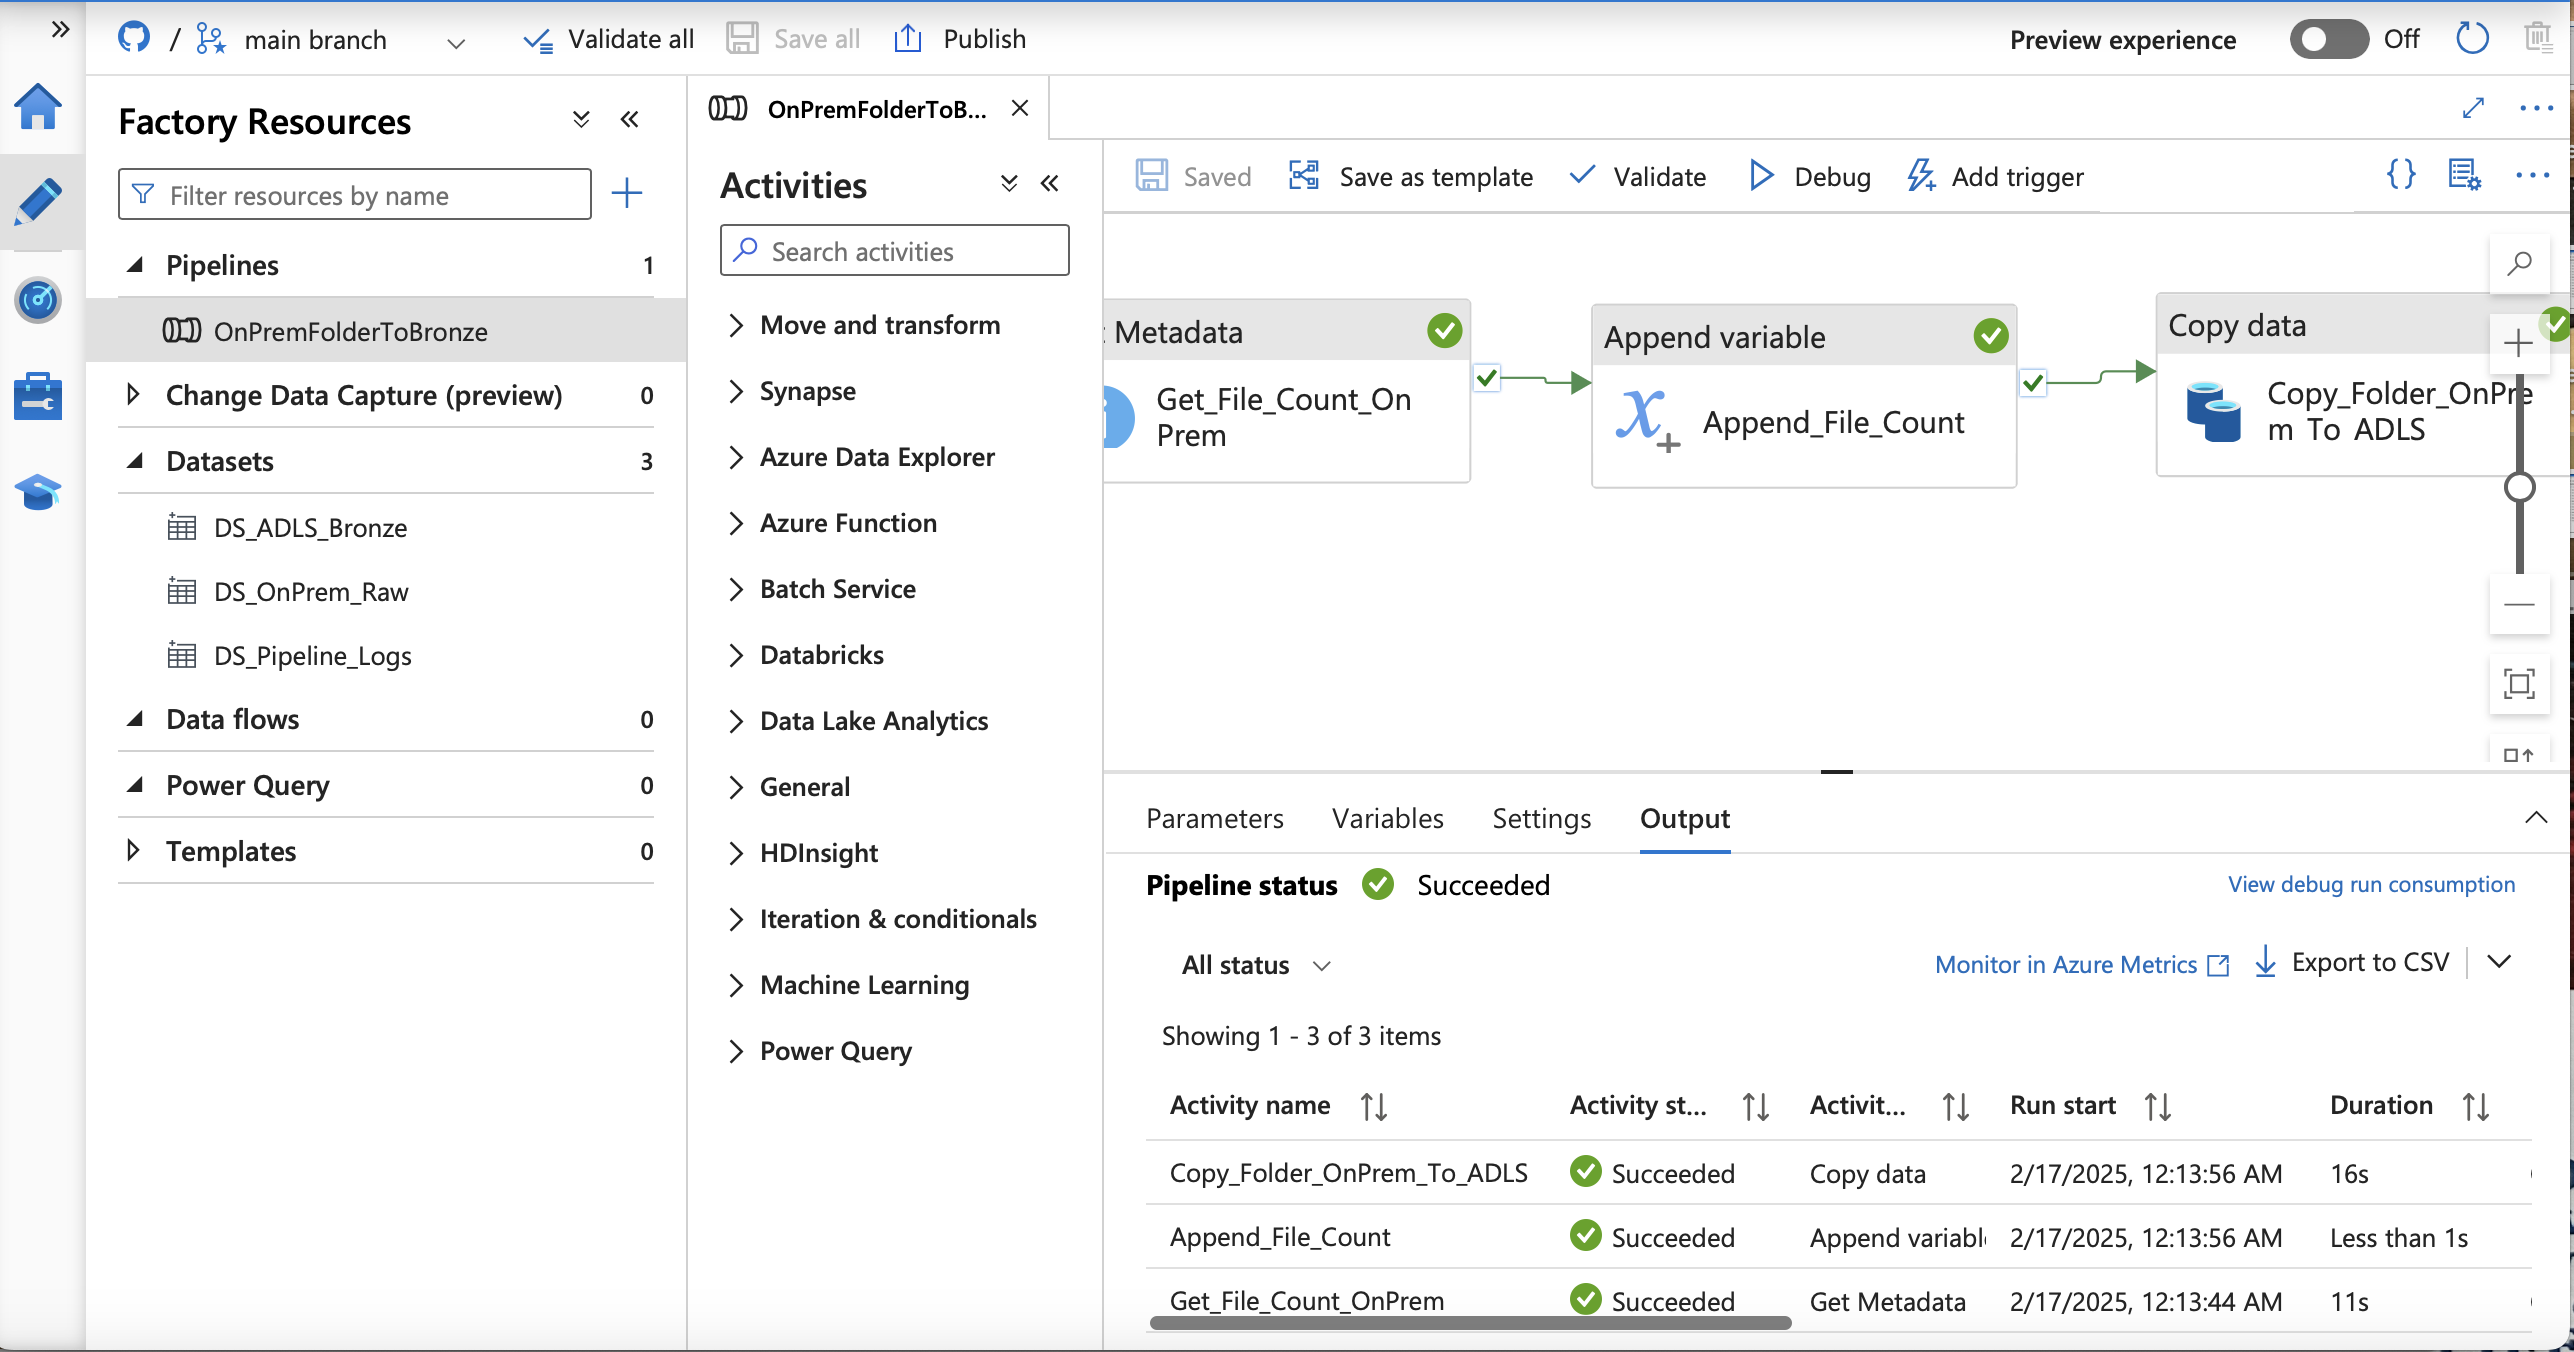 / main branch Validate all Save all Publish Preview experience Off
Factory Resources
Filter resources by name
Pipelines 1
OnPremFolderToBronze
Change Data Capture (preview) 0
Datasets 3
DS_ADLS_Bronze
DS_OnPrem_Raw
DS_Pipeline_Logs
Data flows 0
Power Query 0
Templates 0
OnPremFolderToB...
Activities
Search activities
Move and transform
Synapse
Azure Data Explorer
Azure Function
Batch Service
Databricks
Data Lake Analytics
General
HDInsight
Iteration & conditionals
Machine Learning
Power Query
Saved Save as template Validate Debug Add trigger {}
Metadata
Get_File_Count_On
Prem
Append variable
Append_File_Count
Copy data
Copy_Folder_OnPre
m_To_ADLS
Parameters Variables Settings Output
Pipeline status Succeeded View debug run consumption
All status Monitor in Azure Metrics Export to CSV
Showing 1 - 3 of 3 items
Activity name Activity st... Activit... Run start Duration
Copy_Folder_OnPrem_To_ADLS Succeeded Copy data 2/17/2025, 12:13:56 AM 16s
Append_File_Count Succeeded Append variabl 2/17/2025, 12:13:56 AM Less than 1s
Get_File_Count_OnPrem Succeeded Get Metadata 2/17/2025, 12:13:44 AM 11s